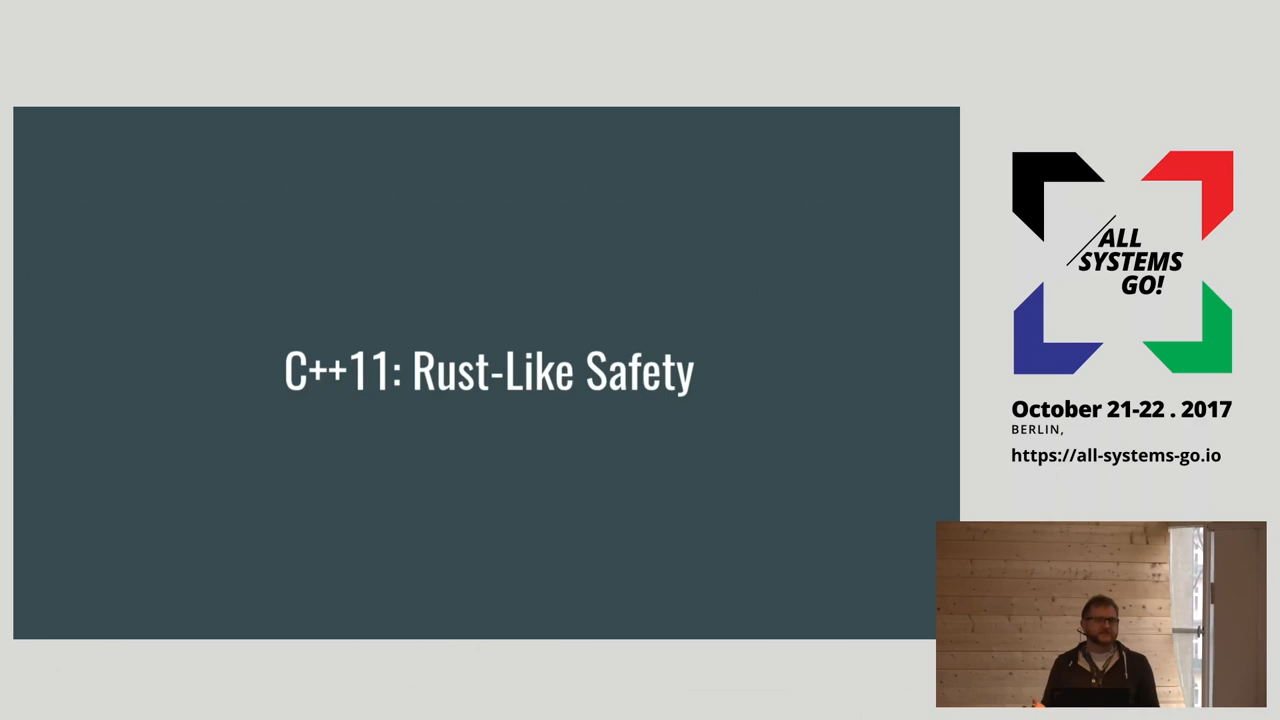 C++11: Rust-Like Safety
ALL
SYSTEMS
GO!
October 21-22 . 2017
BERLIN,
https://all-systems-go.io